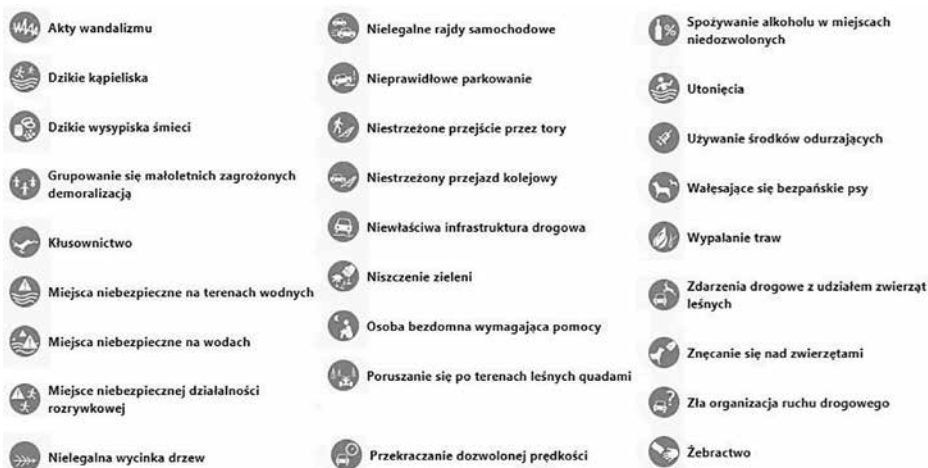 Akty wandalizmu
Dzikie kąpieliska
Dzikie wysypiska śmieci
Grupowanie się małoletnich zagrożonych
demoralizacją
Kłusownictwo
Miejsca niebezpieczne na terenach wodnych
Miejsca niebezpieczne na wodach
Miejsce niebezpiecznej działalności
rozrywkowej
Nielegalna wycinka drzew
Nielegalne rajdy samochodowe
Nieprawidłowe parkowanie
Niestrzeżone przejście przez tory
Niestrzeżony przejazd kolejowy
Niewłaściwa infrastruktura drogowa
Niszczenie zieleni
Osoba bezdomna wymagająca pomocy
Poruszanie się po terenach leśnych quadami
Przekraczanie dozwolonej prędkości
%
Spożywanie alkoholu w miejscach
niedozwolonych
Utonięcia
Używanie środków odurzających
Wałęsające się bezpańskie psy
Wypalanie traw
Zdarzenia drogowe z udziałem zwierząt
leśnych
Znęcanie się nad zwierzętami
?
Zła organizacja ruchu drogowego
Żebractwo